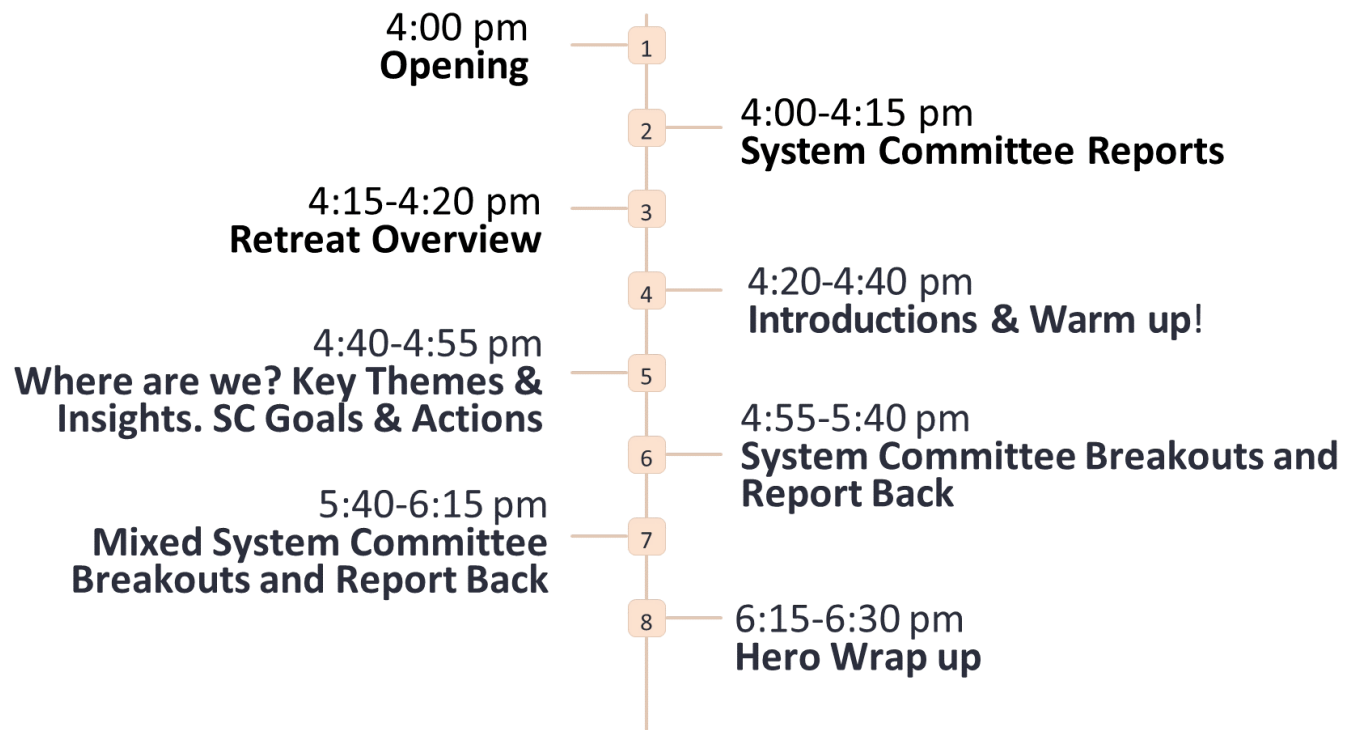 4:00 pm
Opening
1
2
4:00-4:15 pm
System Committee Reports
4:15-4:20 pm
Retreat Overview
3
4
4:20-4:40 pm
Introductions & Warm up!
4:40-4:55 pm
Where are we? Key Themes &
Insights. SC Goals & Actions
5
6
4:55-5:40 pm
System Committee Breakouts and
Report Back
5:40-6:15 pm
Mixed System Committee
Breakouts and Report Back
7
8
6:15-6:30 pm
Hero Wrap up